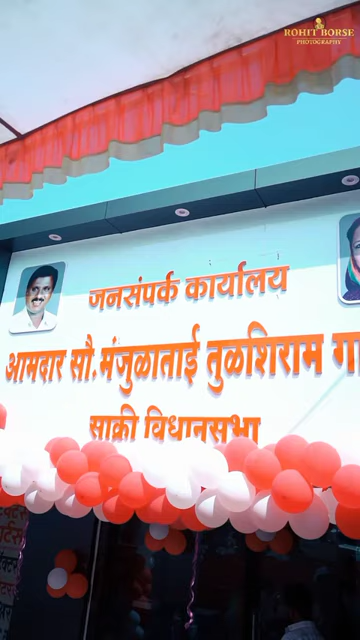 ROHIT BORSE
PHOTOGRAPHY
जनसंपर्क कार्यालय
आमदार सौ.मंजुळाताई तुळशिराम गा
साक्री विधानसभा